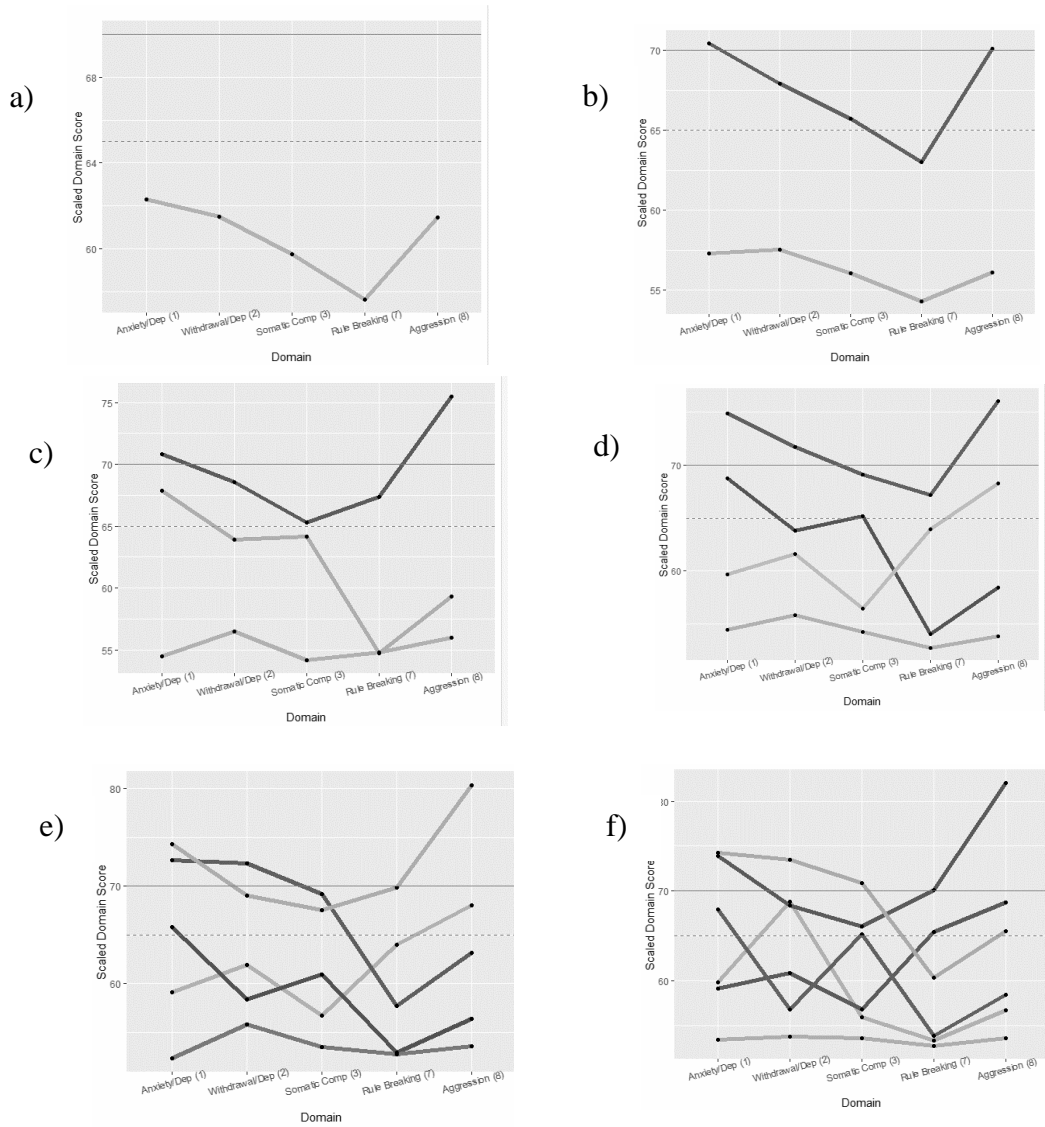 a)
Scaled Domain Score
68
64
60
Anxiety/Dep (1) Withdrawal/Dep (2) Somatic Comp (3) Rule Breaking (7) Aggression (8)
Domain
b)
Scaled Domain Score
70
65
60
55
Anxiety/Dep (1) Withdrawal/Dep (2) Somatic Comp (3) Rule Breaking (7) Aggression (8)
Domain
c)
Scaled Domain Score
75
70
65
60
55
Anxiety/Dep (1) Withdrawal/Dep (2) Somatic Comp (3) Rule Breaking (7) Aggression (8)
Domain
d)
Scaled Domain Score
70
60
Anxiety/Dep (1) Withdrawal/Dep (2) Somatic Comp (3) Rule Breaking (7) Aggression (8)
Domain
e)
Scaled Domain Score
80
70
60
Anxiety/Dep (1) Withdrawal/Dep (2) Somatic Comp (3) Rule Breaking (7) Aggression (8)
Domain
f)
Scaled Domain Score
80
70
60
Anxiety/Dep (1) Withdrawal/Dep (2) Somatic Comp (3) Rule Breaking (7) Aggression (8)
Domain